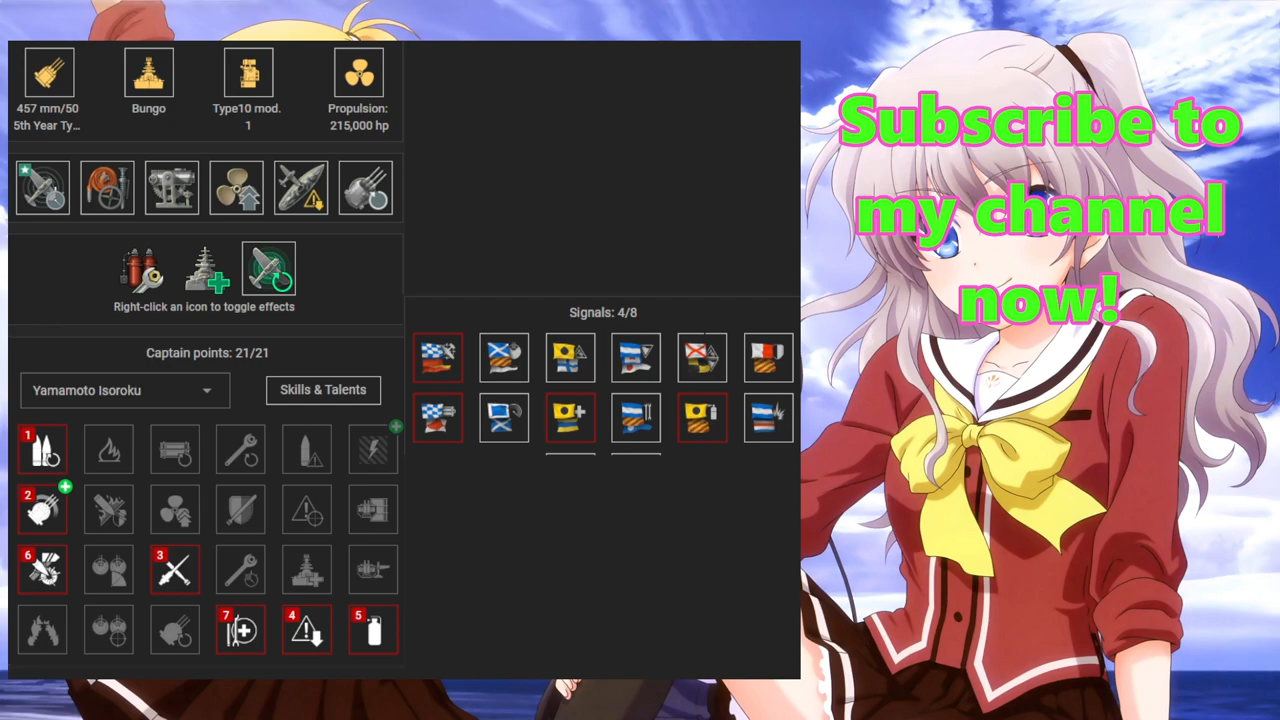 457 mm/50
5th Year Ty...
Bungo
Type10 mod.
1
Propulsion:
215,000 hp
Right-click an icon to toggle effects
Captain points: 21/21
Yamamoto Isoroku
Skills & Talents
1
2
6
3
7
4
5
Signals: 4/8
Subscribe to
my channel
now!